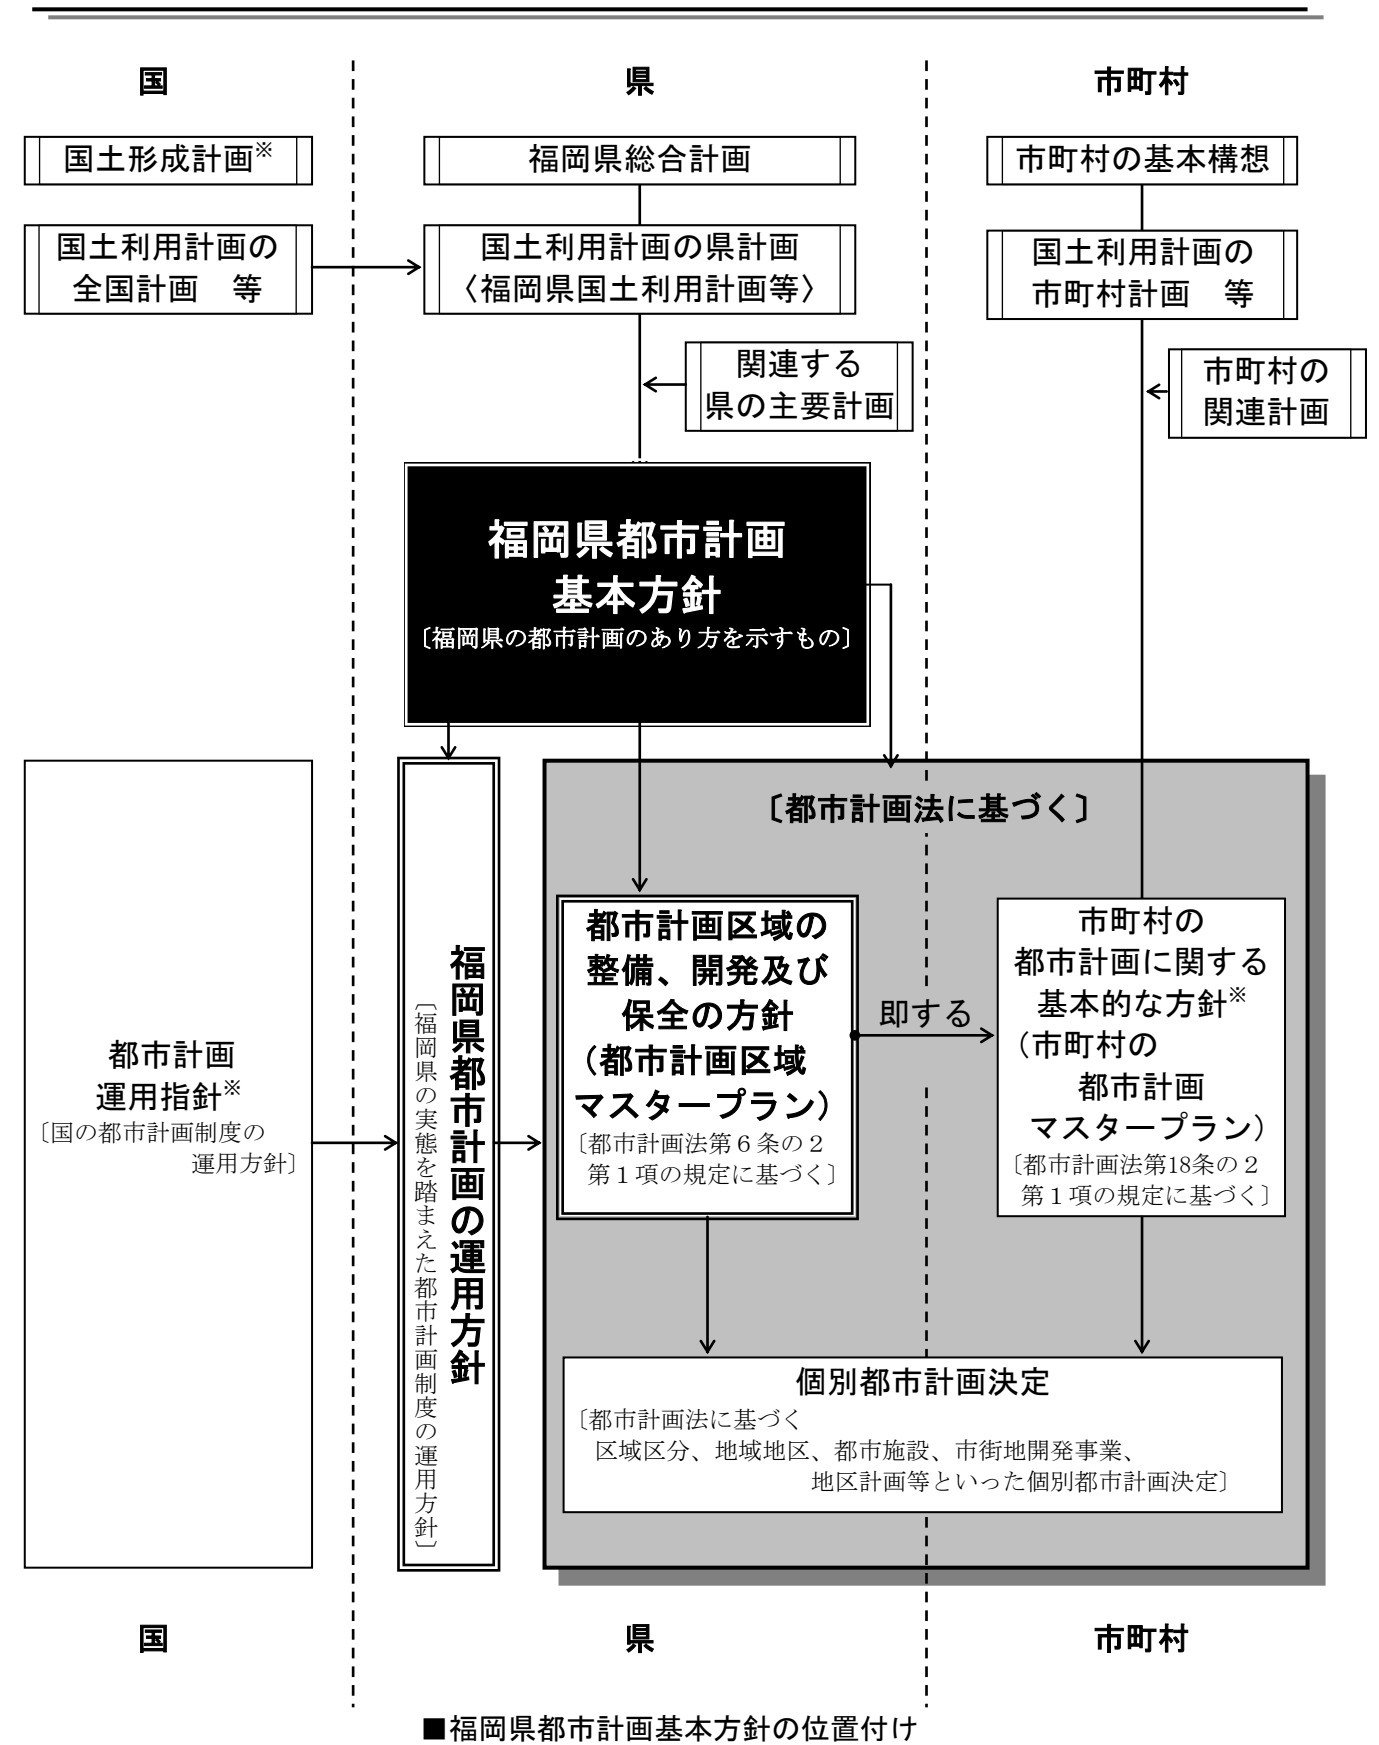 国
県
市町村
国土形成計画※
福岡県総合計画
市町村の基本構想
国土利用計画の
全国計画　等
国土利用計画の県計画
〈福岡県国土利用計画等〉
国土利用計画の
市町村計画　等
関連する
県の主要計画
市町村の
関連計画
福岡県都市計画
基本方針
〔福岡県の都市計画のあり方を示すもの〕
都市計画
運用指針※
〔国の都市計画制度の
運用方針〕
福岡県都市計画の運用方針
〔福岡県の実態を踏まえた都市計画制度の運用方針〕
〔都市計画法に基づく〕
都市計画区域の
整備、開発及び
保全の方針
（都市計画区域
マスタープラン）
〔都市計画法第６条の２
第１項の規定に基づく〕
即する
市町村の
都市計画に関する
基本的な方針※
（市町村の
都市計画
マスタープラン）
〔都市計画法第18条の２
第１項の規定に基づく〕
個別都市計画決定
〔都市計画法に基づく
区域区分、地域地区、都市施設、市街地開発事業、
地区計画等といった個別都市計画決定〕
国
県
市町村
■福岡県都市計画基本方針の位置付け